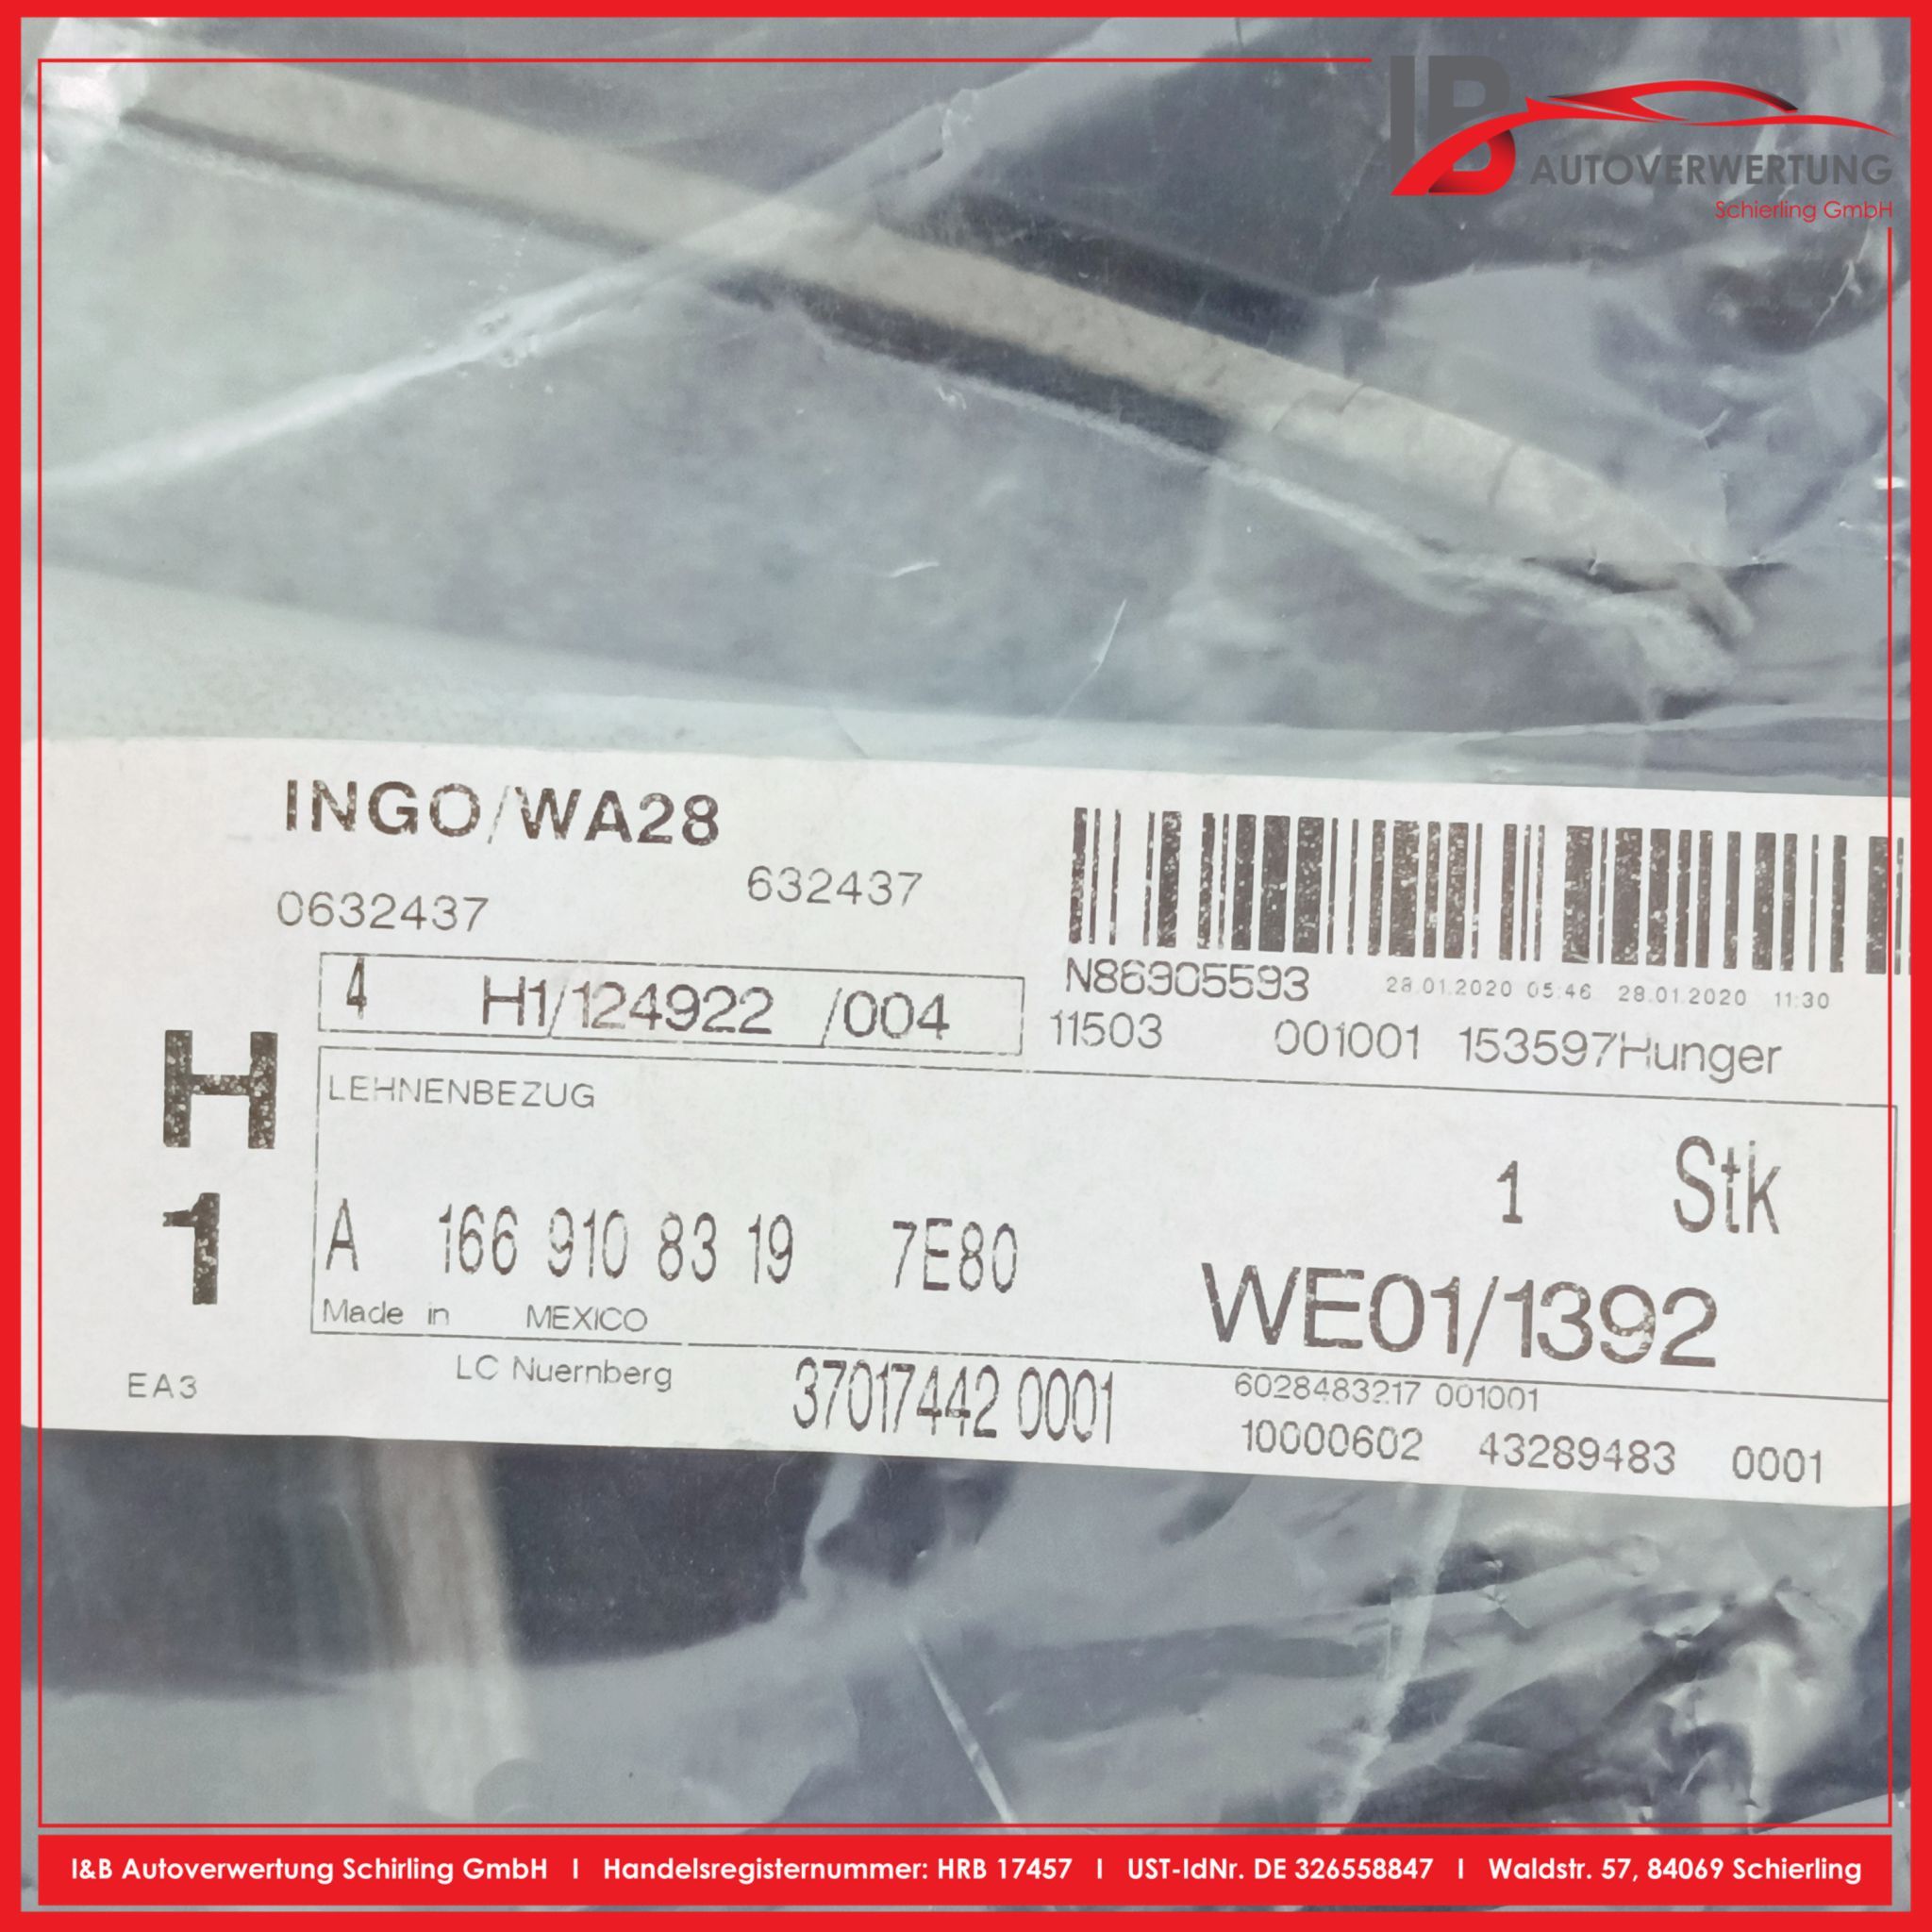 IB
AUTOVERWERTUNG
Schierling GmbH
INGO/WA28
0632437 632437
N86905593 28.01.2020 05:46 28.01.2020 11:30
4 H1/124922 /004
11503 001001 153597Hunger
H
1
LEHNENBEZUG
1 Stk
A 166 910 83 19 7E80
WE01/1392
Made in MEXICO
EA3
LC Nuernberg
37017442 0001
6028483217 001001
10000602 43289483 0001
I&B Autoverwertung Schirling GmbH I Handelsregisternummer: HRB 17457 I UST-IdNr. DE 326558847 I Waldstr. 57, 84069 Schierling